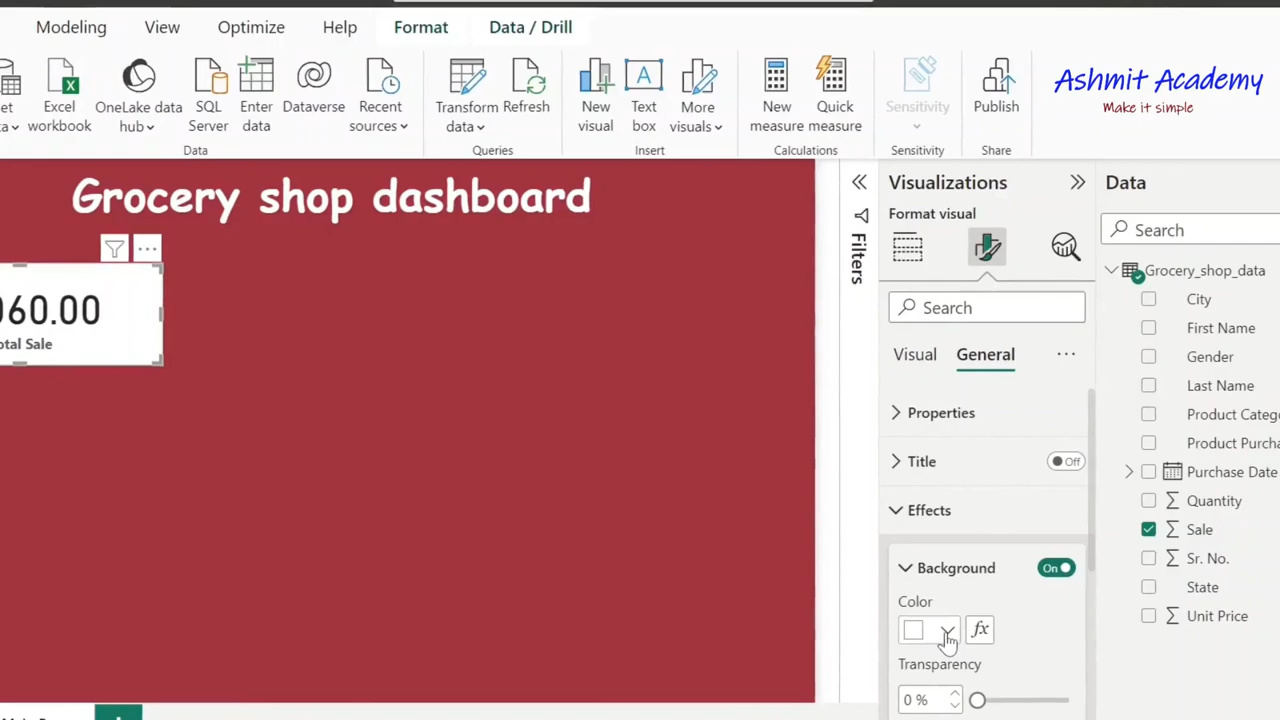 Modeling View Optimize Help Format Data / Drill
Excel workbook
OneLake data hub
SQL Server
Enter data
Dataverse
Recent sources
Transform data
Refresh
New visual
A
Text box
More visuals
New measure
Quick measure
Sensitivity
Publish
Data Queries Insert Calculations Sensitivity Share
Ashmit Academy
Make it simple
Grocery shop dashboard
060.00
otal Sale
Filters
Visualizations
Format visual
Search
Visual General
Properties
Title Off
Effects
Background On
Color
fx
Transparency
0 %
Data
Search
Grocery_shop_data
City
First Name
Gender
Last Name
Product Categ
Product Purcha
Purchase Date
Quantity
Sale
Sr. No.
State
Unit Price